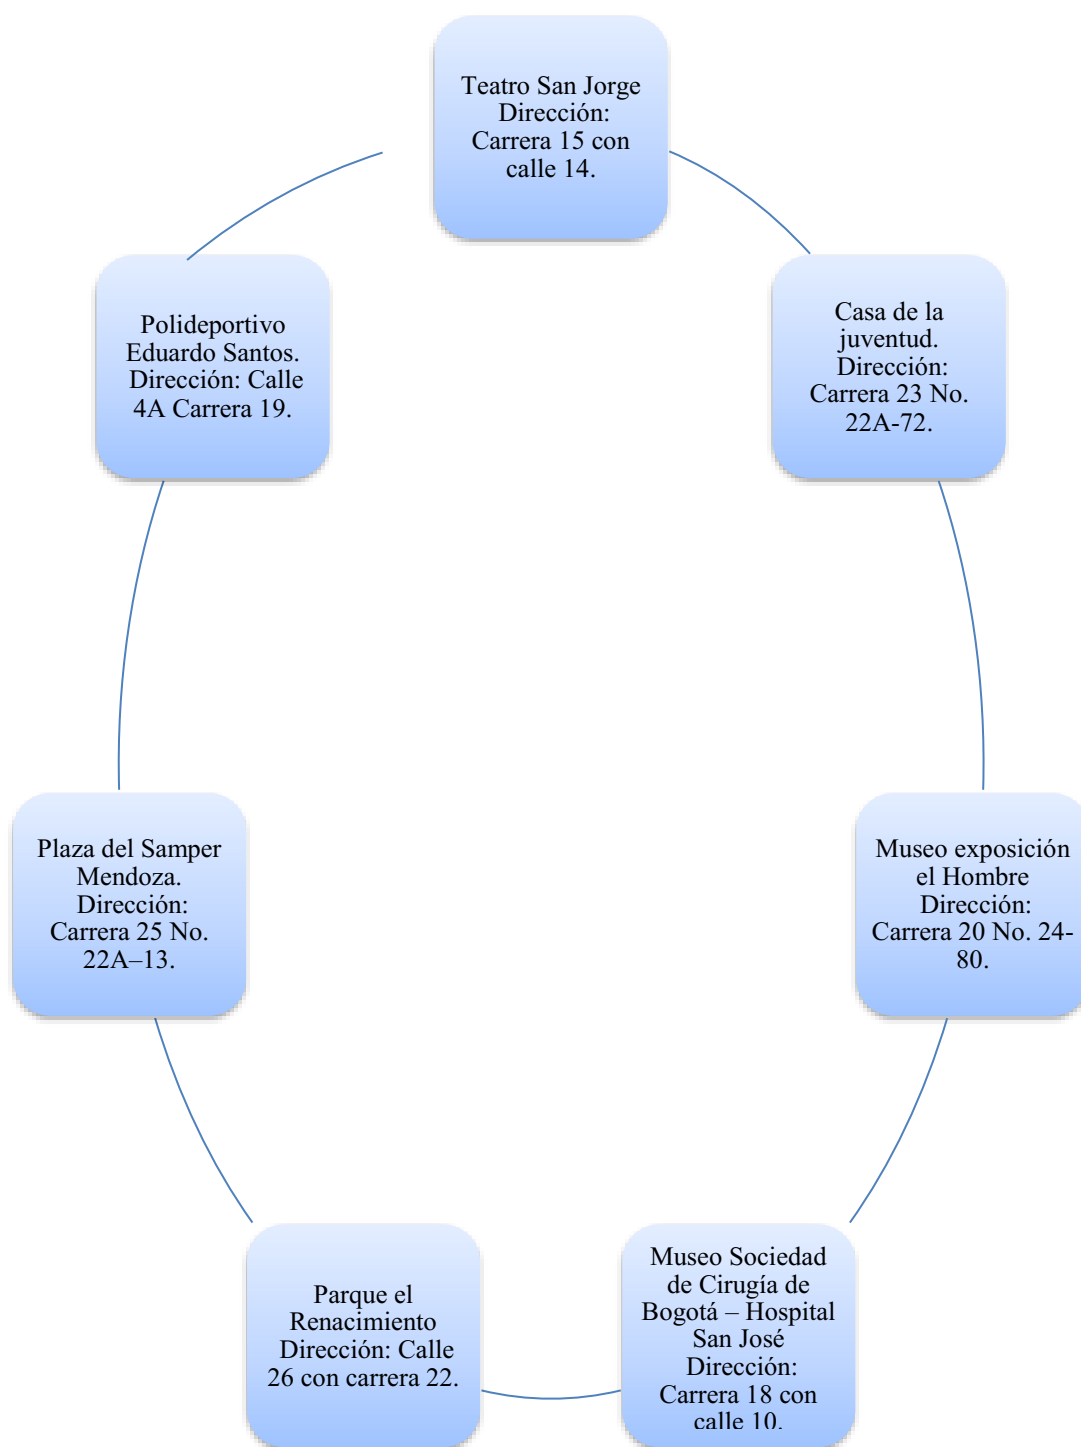 Teatro San Jorge
Dirección:
Carrera 15 con
calle 14.
Casa de la
juventud.
Dirección:
Carrera 23 No.
22A-72.
Museo exposición
el Hombre
Dirección:
Carrera 20 No. 24-
80.
Museo Sociedad
de Cirugía de
Bogotá – Hospital
San José
Dirección:
Carrera 18 con
calle 10.
Parque el
Renacimiento
Dirección: Calle
26 con carrera 22.
Plaza del Samper
Mendoza.
Dirección:
Carrera 25 No.
22A–13.
Polideportivo
Eduardo Santos.
Dirección: Calle
4A Carrera 19.